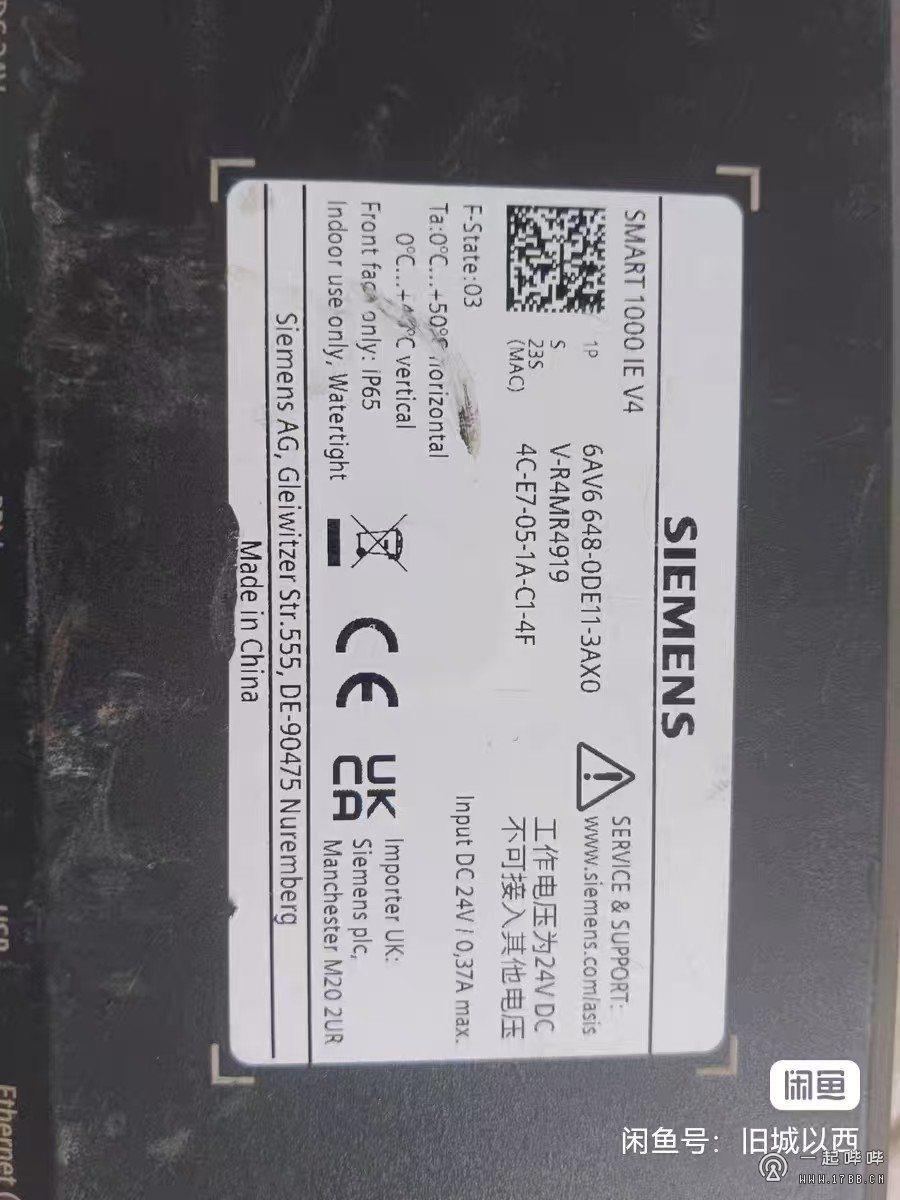 SIEMENS
SMART 1000 IE V4
1P 6AV6 648-0DE11-3AX0
S V-R4MR4919
23S 4C-E7-05-1A-C1-4F
(MAC)
SERVICE & SUPPORT:
www.siemens.com/asis
工作电压为24V DC
不可接入其他电压
F-State:03
Input DC 24V / 0,37A max.
Ta:0°C...+50°C horizontal
0°C...+ vertical
Front face only: IP65
Indoor use only, Watertight
CE
UK
CA
Importer UK:
Siemens plc,
Manchester M20 2UR
Siemens AG, Gleiwitzer Str.555, DE-90475 Nuremberg
Made in China
Ethernet
闲鱼
闲鱼号：旧城以西
一起哔哔
WWW.17BB.CN